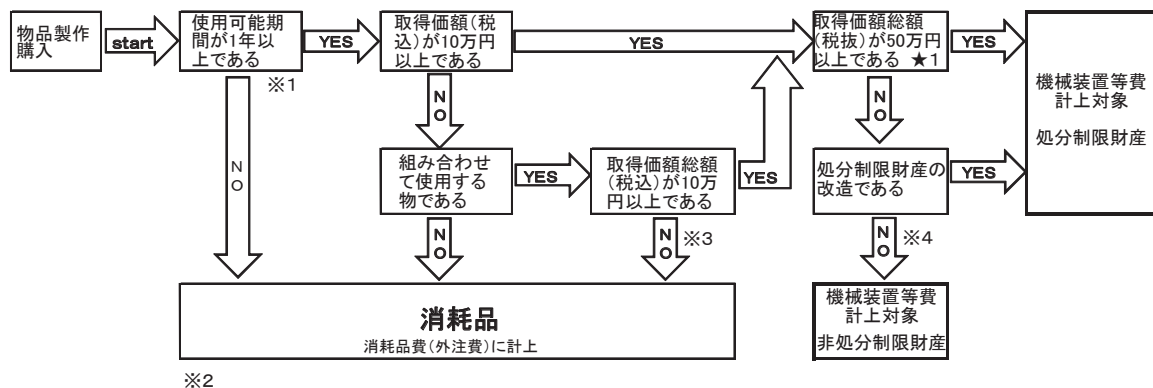 物品製作
購入
start
使用可能期
間が1年以
上である
※1
YES
取得価額(税
込)が10万円
以上である
YES
取得価額総額
(税抜)が50万円
以上である ★1
YES
機械装置等費
計上対象
処分制限財産
NO
NO
NO
組み合わせ
て使用する
物である
YES
取得価額総額
(税込)が10万
円以上である
YES
処分制限財産の
改造である
YES
NO
NO
※3
NO
※4
消耗品
消耗品費(外注費)に計上
機械装置等費
計上対象
非処分制限財産
※2